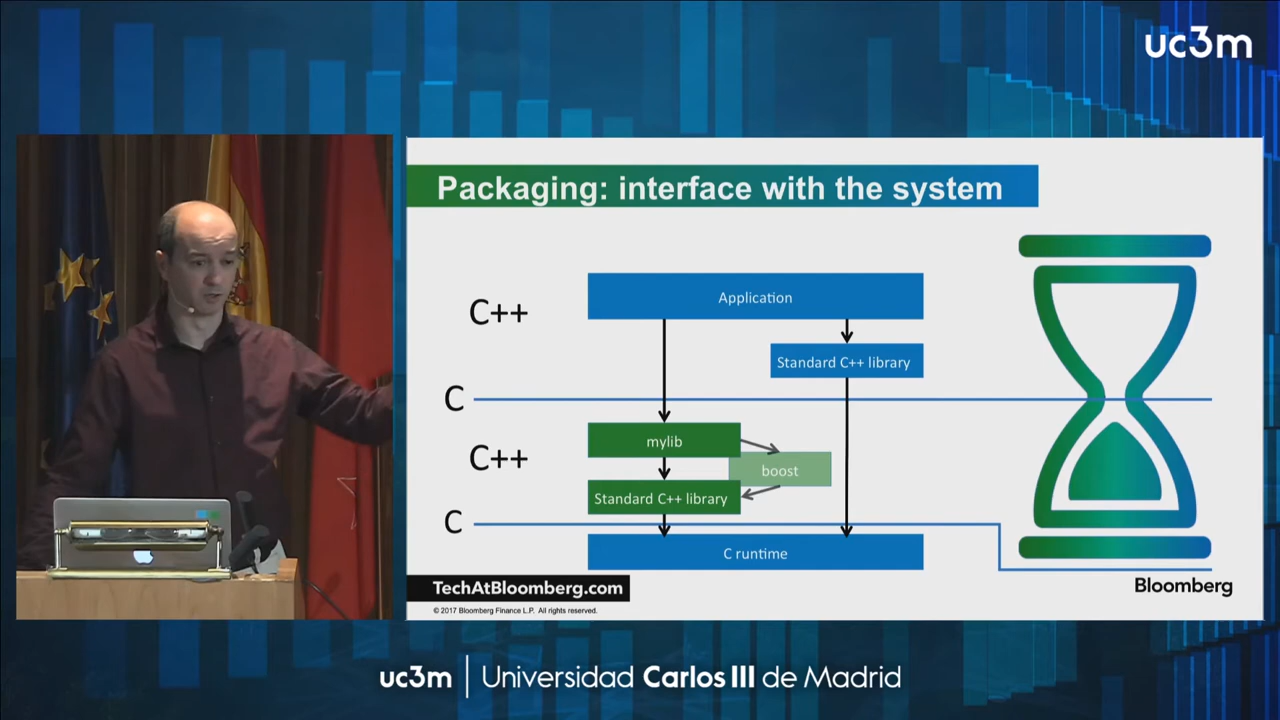 uc3m
Packaging: interface with the system
C++
Application
Standard C++ library
C
C++
mylib
boost
Standard C++ library
C
C runtime
TechAtBloomberg.com
Bloomberg
© 2017 Bloomberg Finance L.P. All rights reserved.
uc3m | Universidad Carlos III de Madrid